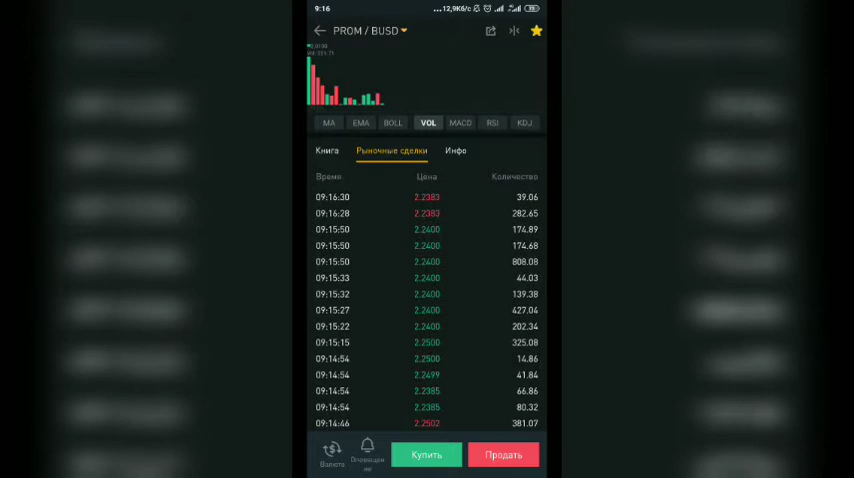 9:16
...12,9Кб/с
PROM / BUSD
MA EMA BOLL VOL MACD RSI KDJ
Книга Рыночные сделки Инфо
Время Цена Количество
09:16:30 2.2383 39.06
09:16:28 2.2383 282.65
09:15:50 2.2400 174.89
09:15:50 2.2400 174.68
09:15:50 2.2400 808.08
09:15:33 2.2400 44.03
09:15:32 2.2400 139.38
09:15:27 2.2400 427.04
09:15:22 2.2400 202.34
09:15:15 2.2500 325.08
09:14:54 2.2500 14.86
09:14:54 2.2499 41.84
09:14:54 2.2385 66.86
09:14:54 2.2385 80.32
09:14:46 2.2502 381.07
Валюта
Оповещен
ие
Купить
Продать